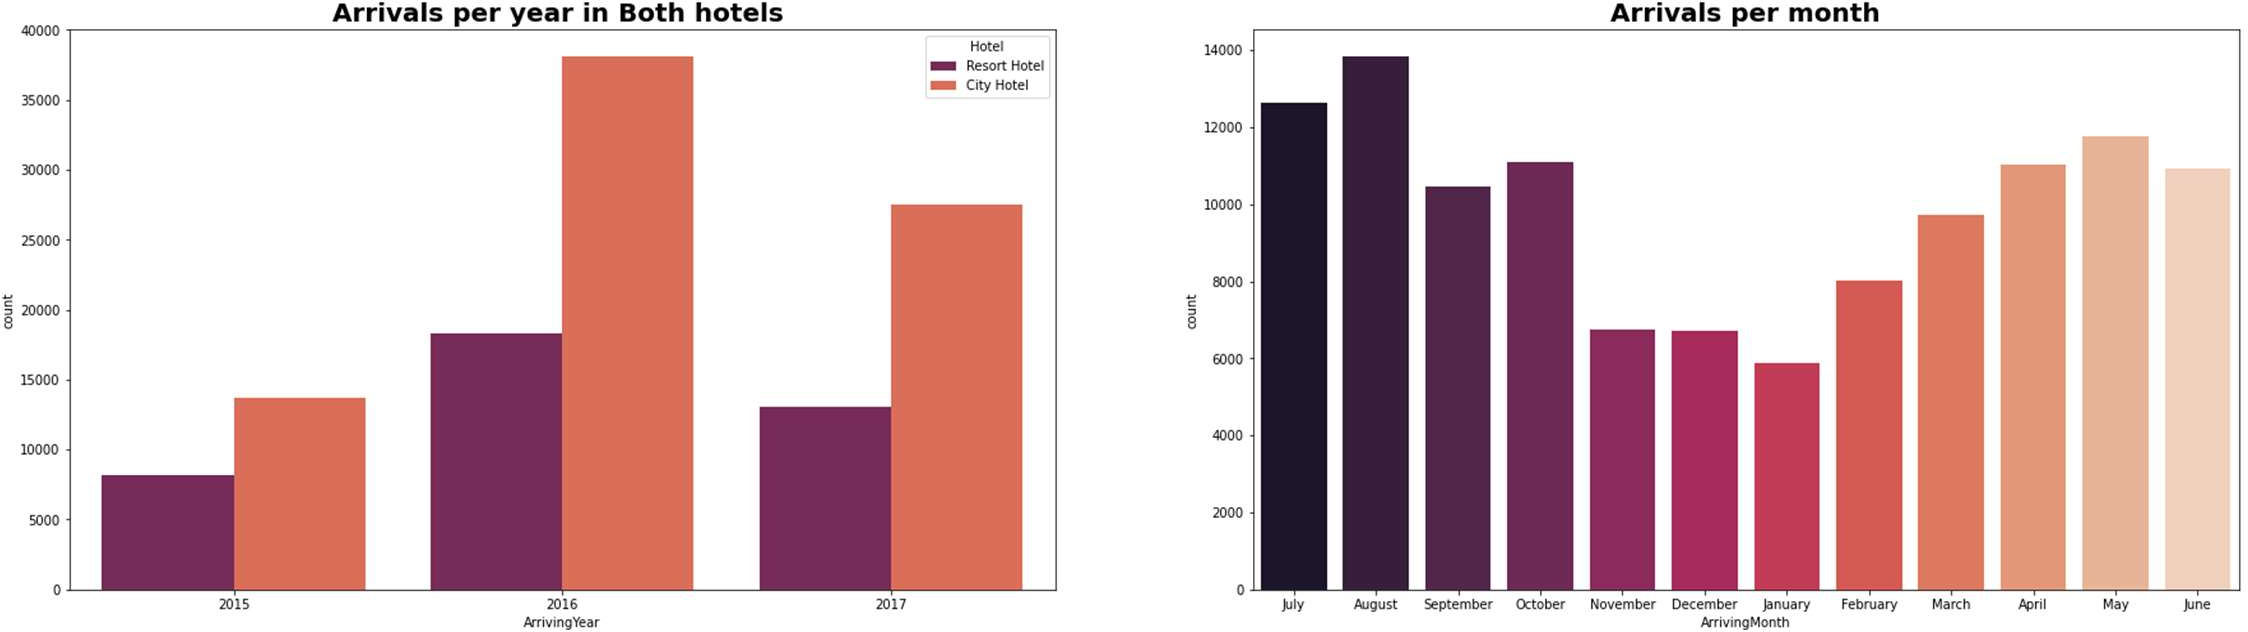 Arrivals per year in Both hotels
40000
35000
30000
25000
20000
15000
10000
5000
0
count
Hotel
Resort Hotel
City Hotel
2015 2016 2017
ArrivingYear
Arrivals per month
14000
12000
10000
8000
6000
4000
2000
0
count
July August September October November December January February March April May June
ArrivingMonth